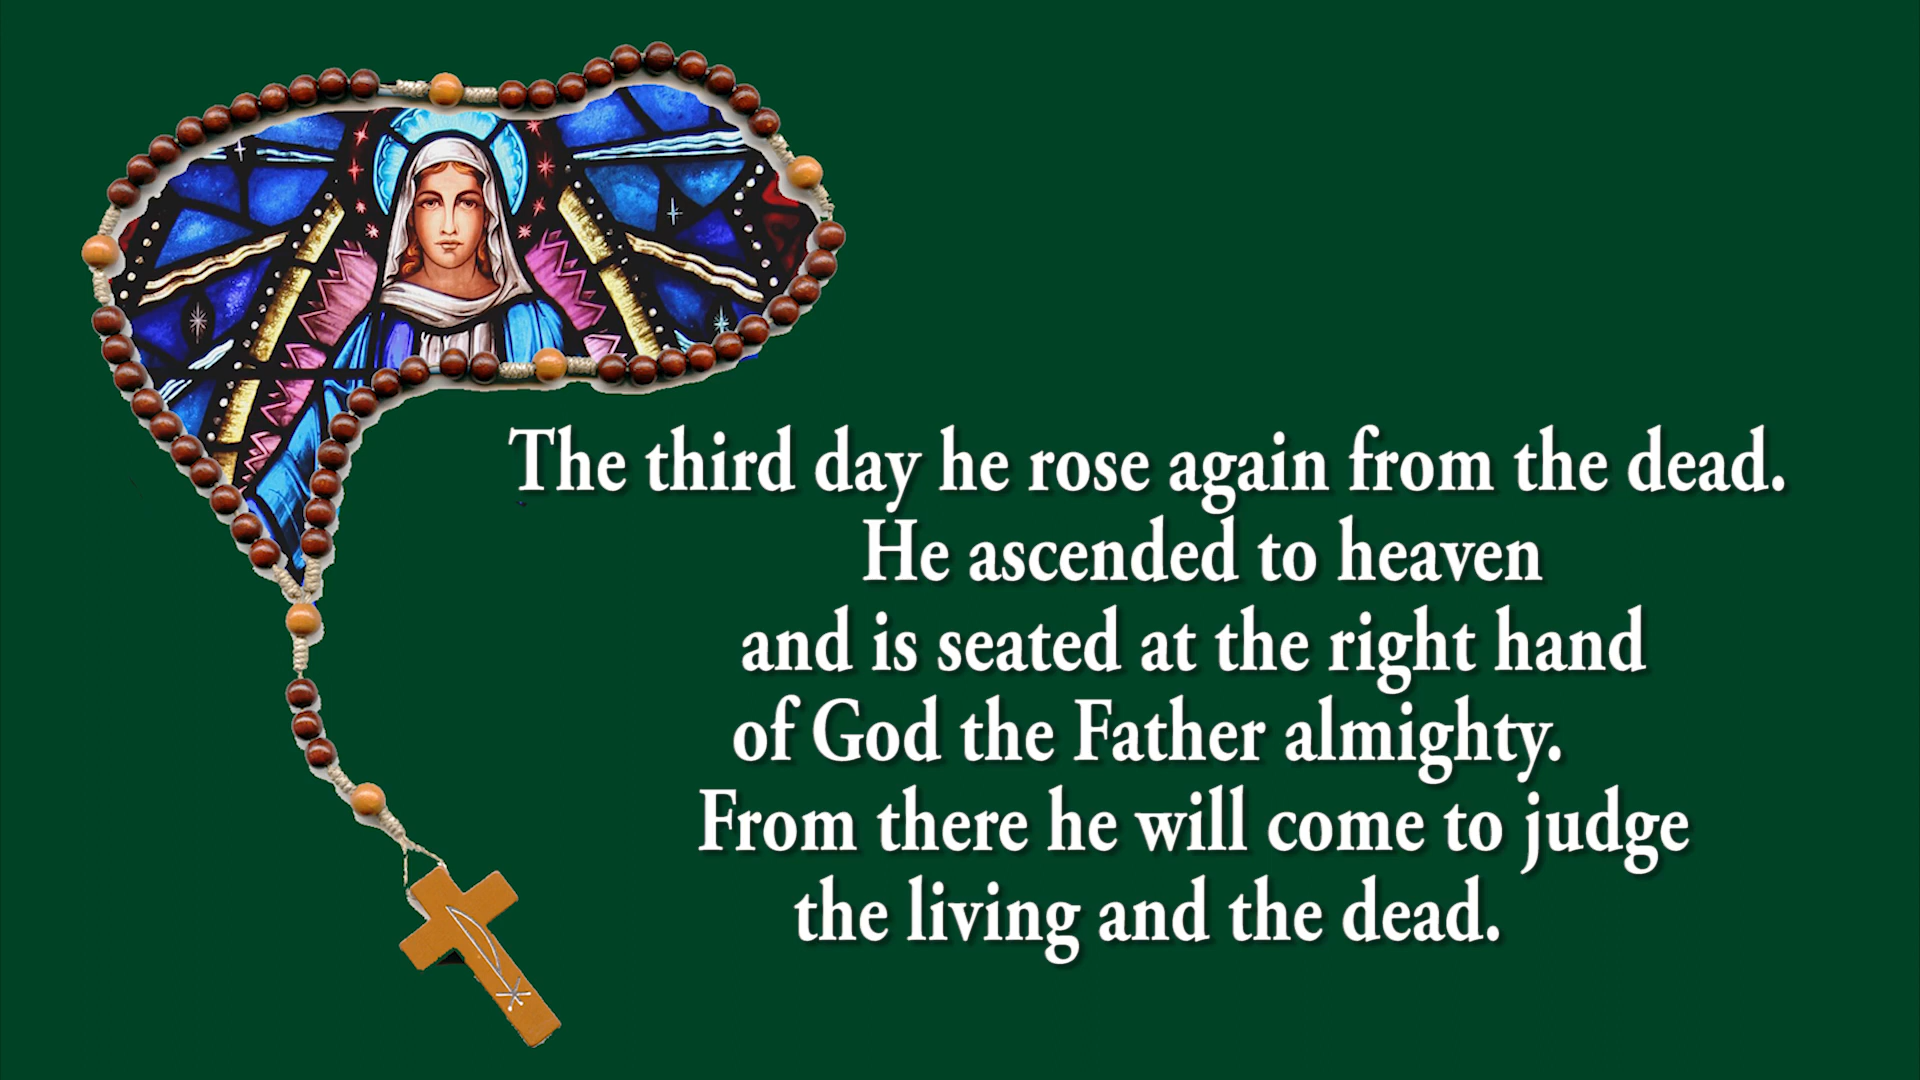 The third day he rose again from the dead.
He ascended to heaven
and is seated at the right hand
of God the Father almighty.
From there he will come to judge
the living and the dead.